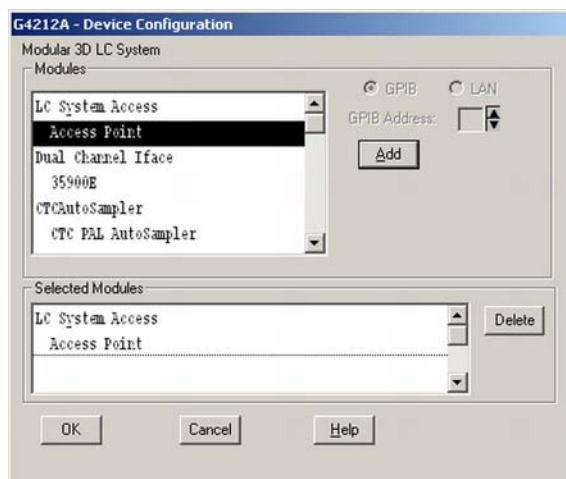 G4212A - Device Configuration
Modular 3D LC System
Modules
GPIB LAN
LC System Access
GPIB Address:
Access Point
Add
Dual Channel Iface
35900E
CTCAutoSampler
CTC PAL AutoSampler
Selected Modules
LC System Access
Delete
Access Point
OK Cancel Help